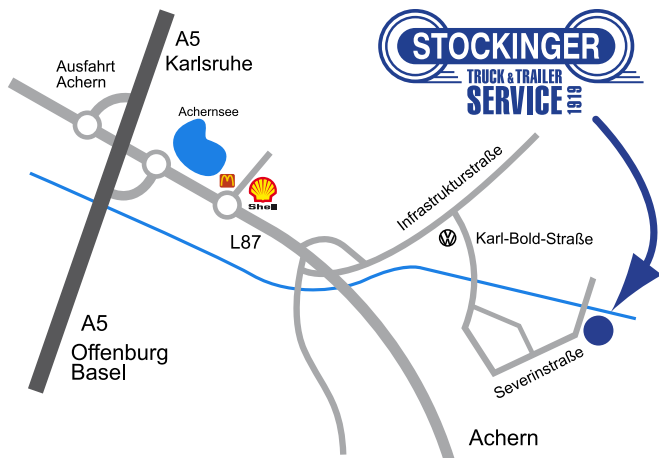 A5
Karlsruhe
Ausfahrt
Achern
Achernsee
STOCKINGER
TRUCK & TRAILER
SERVICE
1919
M
Shell
L87
Infrastrukturstraße
VW
Karl-Bold-Straße
A5
Offenburg
Basel
Severinstraße
Achern